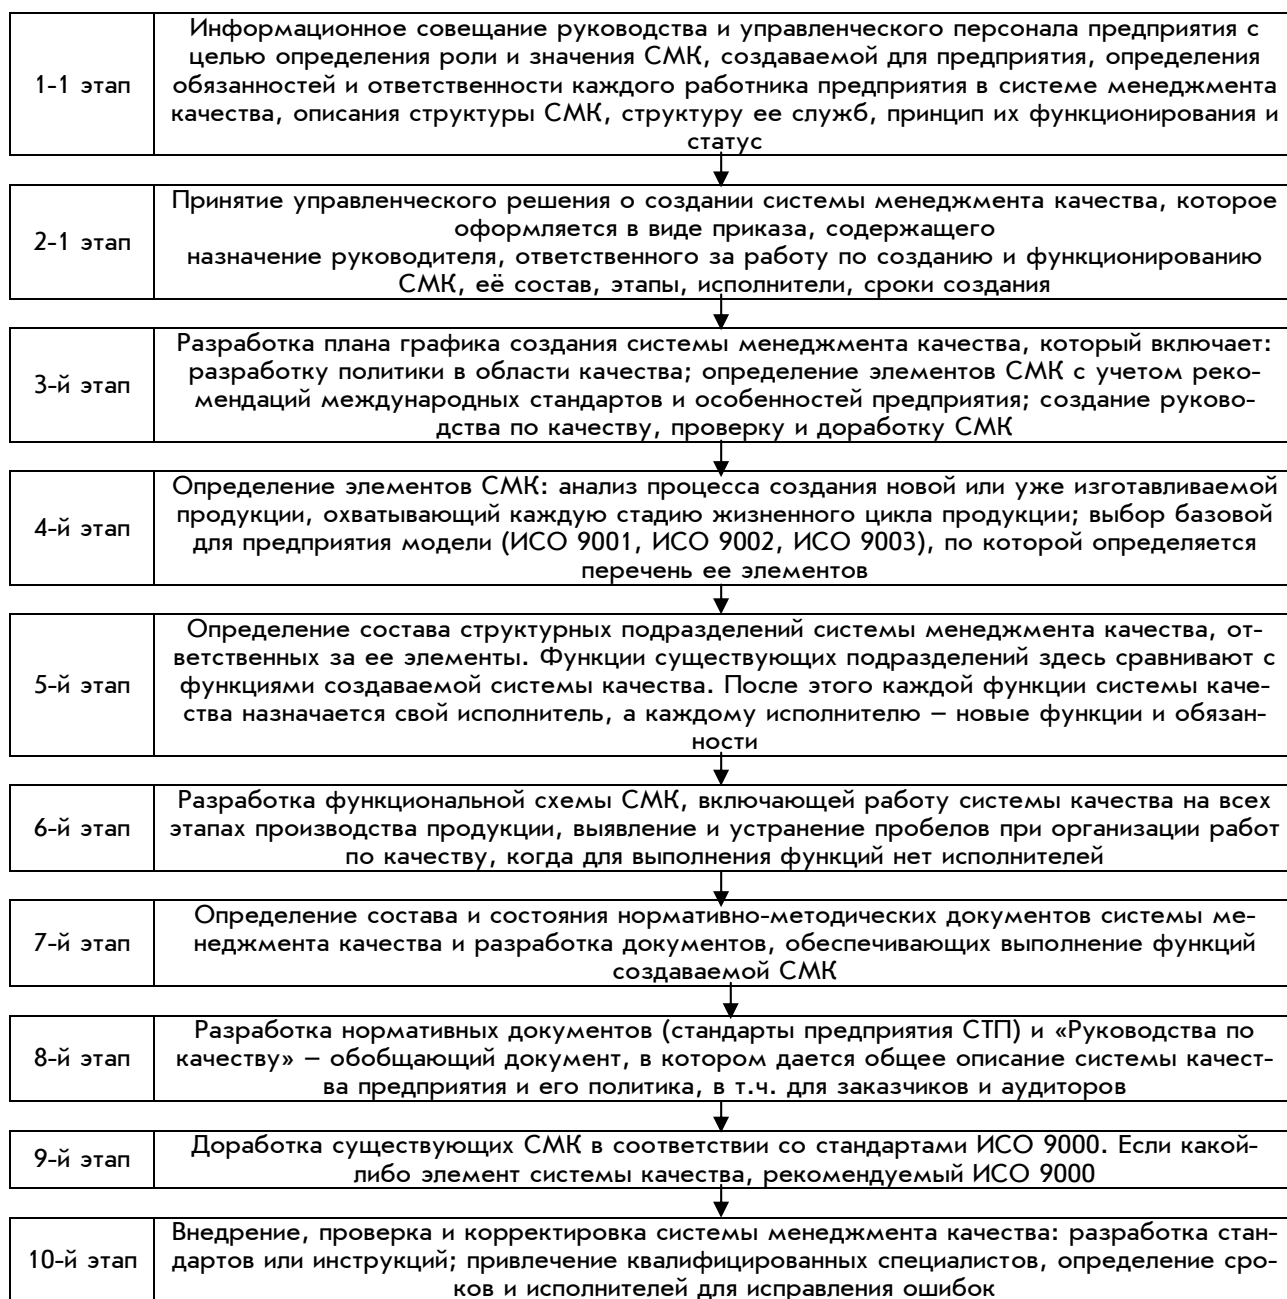 1-1 этап
Информационное совещание руководства и управленческого персонала предприятия с
целью определения роли и значения СМК, создаваемой для предприятия, определения
обязанностей и ответственности каждого работника предприятия в системе менеджмента
качества, описания структуры СМК, структуру ее служб, принцип их функционирования и
статус
2-1 этап
Принятие управленческого решения о создании системы менеджмента качества, которое
оформляется в виде приказа, содержащего
назначение руководителя, ответственного за работу по созданию и функционированию
СМК, её состав, этапы, исполнители, сроки создания
3-й этап
Разработка плана графика создания системы менеджмента качества, который включает:
разработку политики в области качества; определение элементов СМК с учетом реко-
мендаций международных стандартов и особенностей предприятия; создание руково-
дства по качеству, проверку и доработку СМК
4-й этап
Определение элементов СМК: анализ процесса создания новой или уже изготавливаемой
продукции, охватывающий каждую стадию жизненного цикла продукции; выбор базовой
для предприятия модели (ИСО 9001, ИСО 9002, ИСО 9003), по которой определяется
перечень ее элементов
5-й этап
Определение состава структурных подразделений системы менеджмента качества, от-
ветственных за ее элементы. Функции существующих подразделений здесь сравнивают с
функциями создаваемой системы качества. После этого каждой функции системы каче-
ства назначается свой исполнитель, а каждому исполнителю – новые функции и обязан-
ности
6-й этап
Разработка функциональной схемы СМК, включающей работу системы качества на всех
этапах производства продукции, выявление и устранение пробелов при организации работ
по качеству, когда для выполнения функций нет исполнителей
7-й этап
Определение состава и состояния нормативно-методических документов системы ме-
неджмента качества и разработка документов, обеспечивающих выполнение функций
создаваемой СМК
8-й этап
Разработка нормативных документов (стандарты предприятия СТП) и «Руководства по
качеству» – обобщающий документ, в котором дается общее описание системы качест-
ва предприятия и его политика, в т.ч. для заказчиков и аудиторов
9-й этап
Доработка существующих СМК в соответствии со стандартами ИСО 9000. Если какой-
либо элемент системы качества, рекомендуемый ИСО 9000
10-й этап
Внедрение, проверка и корректировка системы менеджмента качества: разработка стан-
дартов или инструкций; привлечение квалифицированных специалистов, определение сро-
ков и исполнителей для исправления ошибок